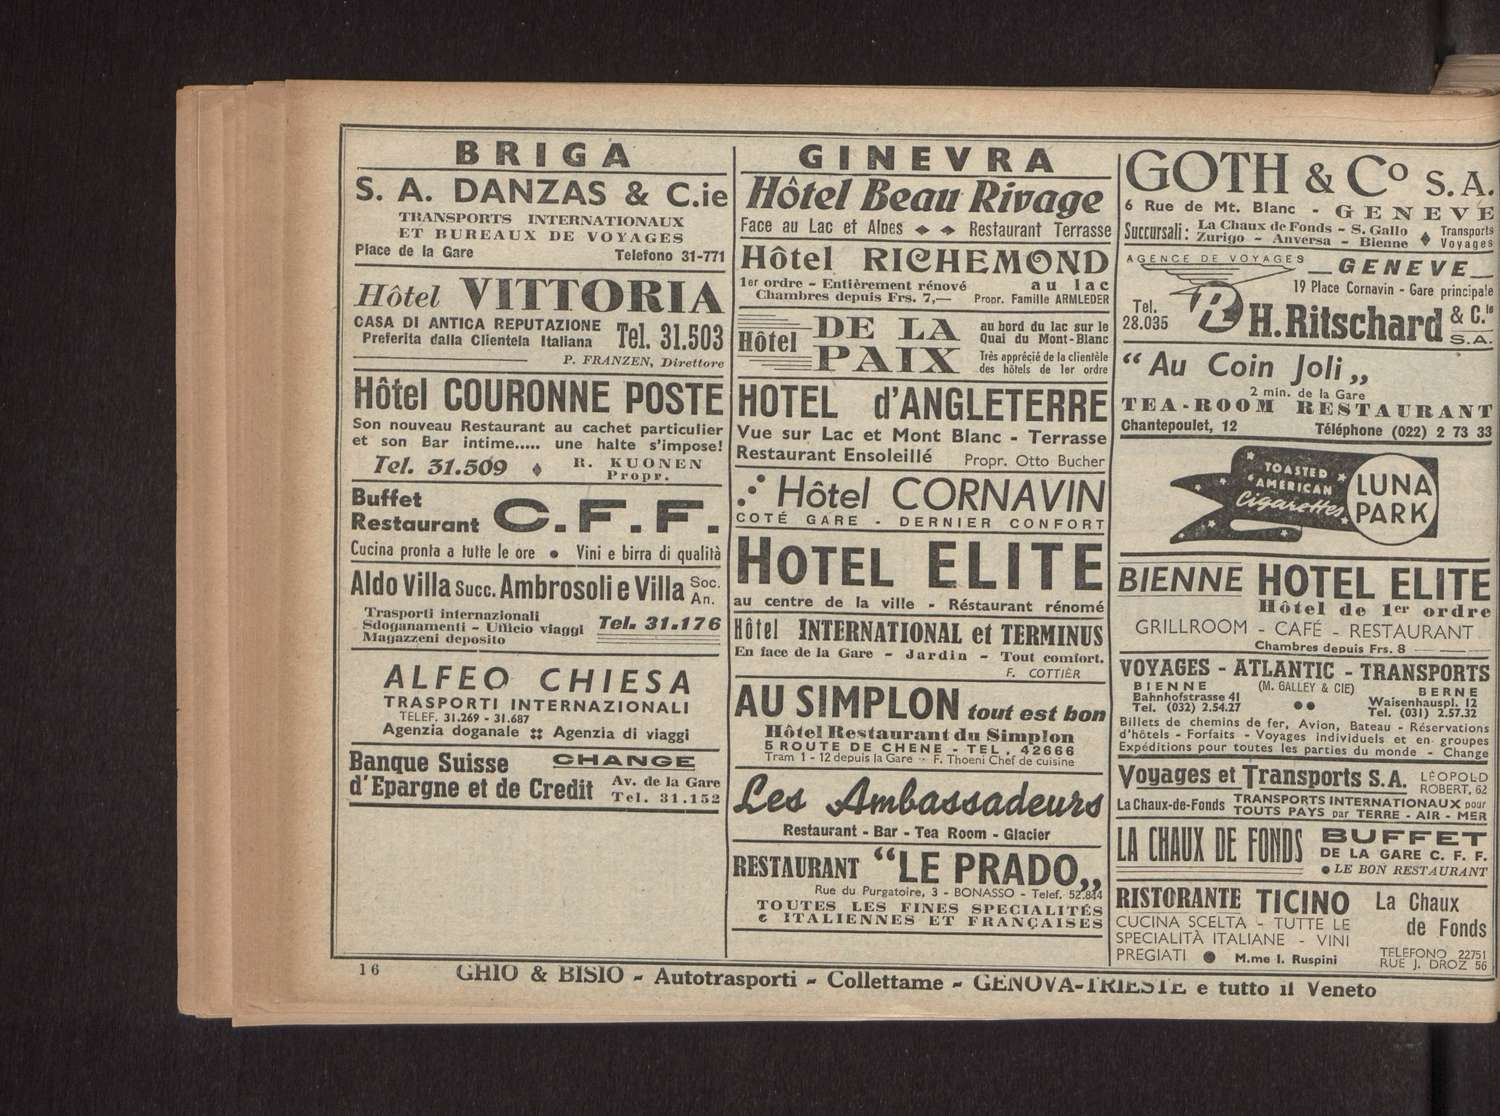 BRIGA
S. A. DANZAS & C.ie
TRANSPORTS INTERNATIONAUX
ET BUREAUX DE VOYAGES
Place de la Gare Telefono 31-771
Hôtel VITTORIA
CASA DI ANTICA REPUTAZIONE
Preferita dalla Clientela Italiana Tel. 31.503
P. FRANZEN, Direttore
Hôtel COURONNE POSTE
Son nouveau Restaurant au cachet particulier
et son Bar intime..... une halte s'impose!
Tel. 31.509 ♦ R. KUONEN
Propr.
Buffet
Restaurant C.F.F.
Cucina pronta a tutte le ore • Vini e birra di qualità
Aldo Villa Succ. Ambrosoli e Villa Soc. An.
Trasporti internazionali
Sdoganamenti - Ufficio viaggi Tel. 31.176
Magazzeni deposito
ALFEO CHIESA
TRASPORTI INTERNAZIONALI
TELEF. 31.269 - 31.687
Agenzia doganale :: Agenzia di viaggi
Banque Suisse CHANGE
d'Epargne et de Credit Av. de la Gare
Tel. 31.152
GINEVRA
Hôtel Beau Rivage
Face au Lac et Alpes ♦ ♦ Restaurant Terrasse
Hôtel RICHEMOND
1er ordre - Entièrement rénové au lac
Chambres depuis Frs. 7,— Propr. Famille ARMLEDER
Hôtel DE LA PAIX
au bord du lac sur le
Quai du Mont-Blanc
Très apprécié de la clientèle
des hôtels de 1er ordre
HOTEL d'ANGLETERRE
Vue sur Lac et Mont Blanc - Terrasse
Restaurant Ensoleillé Propr. Otto Bucher
Hôtel CORNAVIN
COTÉ GARE - DERNIER CONFORT
HOTEL ELITE
au centre de la ville - Réstaurant rénomé
Hôtel INTERNATIONAL et TERMINUS
En face de la Gare - Jardin - Tout comfort.
F. COTTIER
AU SIMPLON tout est bon
Hôtel Restaurant du Simplon
5 ROUTE DE CHENE - TEL. 42666
Tram 1 - 12 depuis la Gare - F. Thoeni Chef de cuisine
Les Ambassadeurs
Restaurant - Bar - Tea Room - Glacier
RESTAURANT “LE PRADO„
Rue du Purgatoire, 3 - BONASSO - Telef. 52.844
TOUTES LES FINES SPECIALITÉS
ITALIENNES ET FRANÇAISES
GOTH & Co S.A.
6 Rue de Mt. Blanc - GENEVE
Succursali: La Chaux de Fonds - S. Gallo
Zurigo - Anversa - Bienne ♦ Transports
Voyages
AGENCE DE VOYAGES GENEVE
19 Place Cornavin - Gare principale
Tel.
28.035 R H. Ritschard & C.ie S.A.
“Au Coin Joli„
2 min. de la Gare
TEA-ROOM RESTAURANT
Chantepoulet, 12 Téléphone (022) 2 73 33
TOASTED
AMERICAN
Cigarettes
LUNA
PARK
BIENNE HOTEL ELITE
Hôtel de 1er ordre
GRILLROOM - CAFÉ - RESTAURANT
Chambres depuis Frs. 8
VOYAGES - ATLANTIC - TRANSPORTS
BIENNE (M. GALLEY & CIE) BERNE
Bahnhofstrasse 41 Waisenhauspl. 12
Tel. (032) 2.54.27 •• Tel. (031) 2.57.32
Billets de chemins de fer, Avion, Bateau - Réservations
d'hôtels - Forfaits - Voyages individuels et en groupes
Expéditions pour toutes les parties du monde - Change
Voyages et Transports S.A. LÉOPOLD
ROBERT, 62
La Chaux-de-Fonds TRANSPORTS INTERNATIONAUX pour
TOUTS PAYS par TERRE - AIR - MER
LA CHAUX DE FONDS BUFFET
DE LA GARE C. F. F.
• LE BON RESTAURANT
RISTORANTE TICINO La Chaux
de Fonds
CUCINA SCELTA - TUTTE LE
SPECIALITÀ ITALIANE - VINI
PREGIATI • M.me I. Ruspini
TELEFONO 22751
RUE J. DROZ 56
16 GHIO & BISIO - Autotrasporti - Collettame - GENOVA-TRIESTE e tutto il Veneto